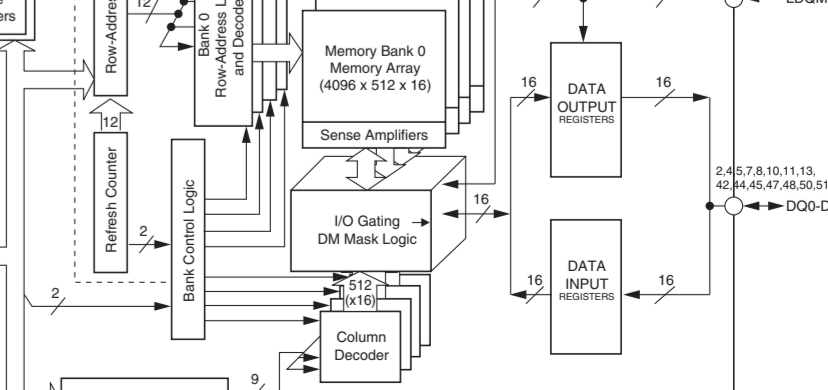 ers
12
Row-Addre
Bank 0
Row-Address L
and Decode
Memory Bank 0
Memory Array
(4096 x 512 x 16)
Sense Amplifiers
16
DATA
OUTPUT
REGISTERS
16
12
Refresh Counter
2
Bank Control Logic
I/O Gating
DM Mask Logic
16
2,4,5,7,8,10,11,13,
42,44,45,47,48,50,51
DQ0-D
16
DATA
INPUT
REGISTERS
16
2
512
(x16)
Column
Decoder
9